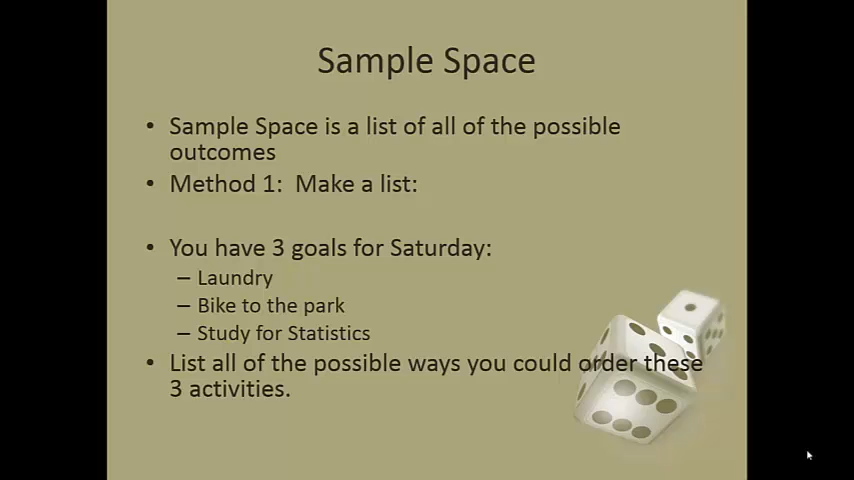 Sample Space
• Sample Space is a list of all of the possible
outcomes
• Method 1:  Make a list:
• You have 3 goals for Saturday:
– Laundry
– Bike to the park
– Study for Statistics
• List all of the possible ways you could order these
3 activities.